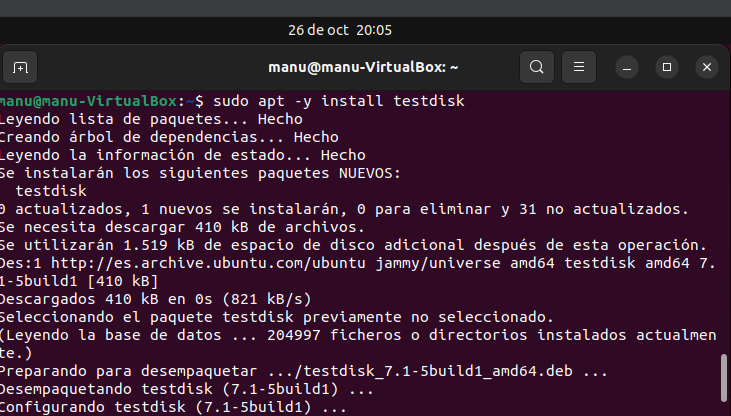 26 de oct 20:05
manu@manu-VirtualBox: ~
manu@manu-VirtualBox:~$ sudo apt -y install testdisk
Leyendo lista de paquetes... Hecho
Creando árbol de dependencias... Hecho
Leyendo la información de estado... Hecho
Se instalarán los siguientes paquetes NUEVOS:
testdisk
0 actualizados, 1 nuevos se instalarán, 0 para eliminar y 31 no actualizados.
Se necesita descargar 410 kB de archivos.
Se utilizarán 1.519 kB de espacio de disco adicional después de esta operación.
Des:1 http://es.archive.ubuntu.com/ubuntu jammy/universe amd64 testdisk amd64 7.
1-5build1 [410 kB]
Descargados 410 kB en 0s (821 kB/s)
Seleccionando el paquete testdisk previamente no seleccionado.
(Leyendo la base de datos ... 204997 ficheros o directorios instalados actualmen
te.)
Preparando para desempaquetar .../testdisk_7.1-5build1_amd64.deb ...
Desempaquetando testdisk (7.1-5build1) ...
Configurando testdisk (7.1-5build1) ...